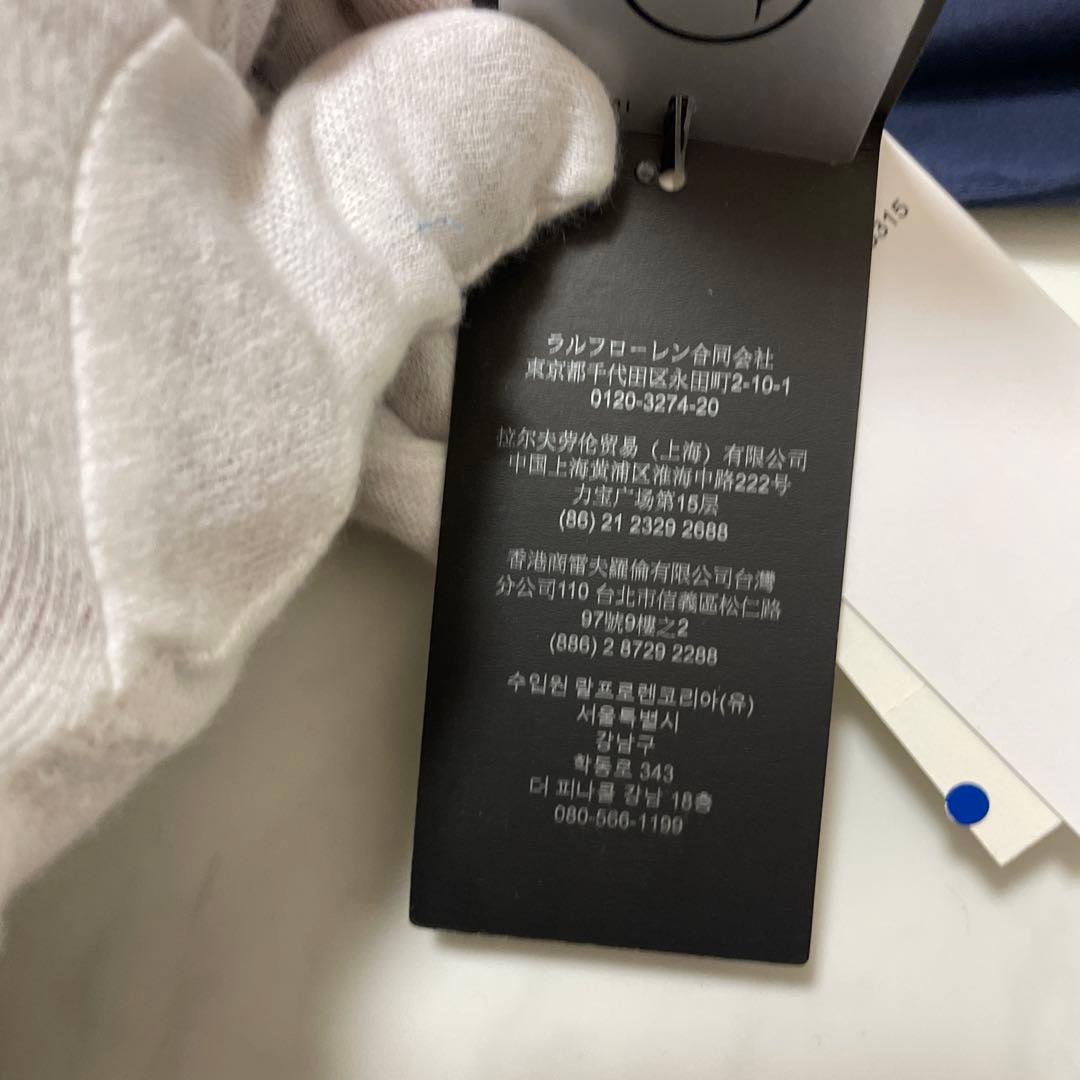 ラルフローレン合同会社
東京都千代田区永田町2-10-1
0120-3274-20
拉尔夫劳伦贸易（上海）有限公司
中国上海黄浦区淮海中路222号
力宝广场第15层
(86) 21 2329 2688
香港商雷夫羅倫有限公司台灣
分公司110 台北市信義區松仁路
97號9樓之2
(886) 2 8729 2288
수입원 랄프로렌코리아(유)
서울특별시
강남구
학동로 343
더 피나클 강남 18층
080-566-1199